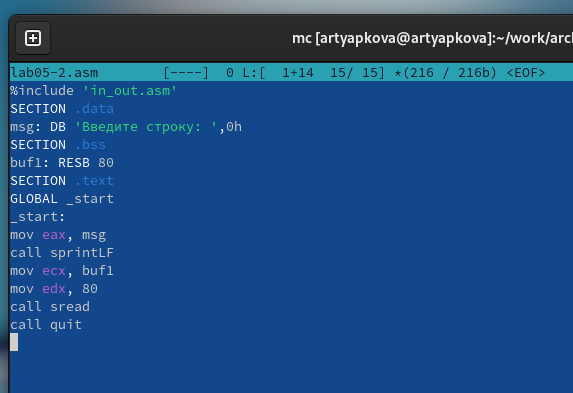 mc [artyapkova@artyapkova]:~/work/arc
lab05-2.asm [----] 0 L:[ 1+14 15/ 15] *(216 / 216b) <EOF>
%include 'in_out.asm'
SECTION .data
msg: DB 'Введите строку: ',0h
SECTION .bss
buf1: RESB 80
SECTION .text
GLOBAL _start
_start:
mov eax, msg
call sprintLF
mov ecx, buf1
mov edx, 80
call sread
call quit